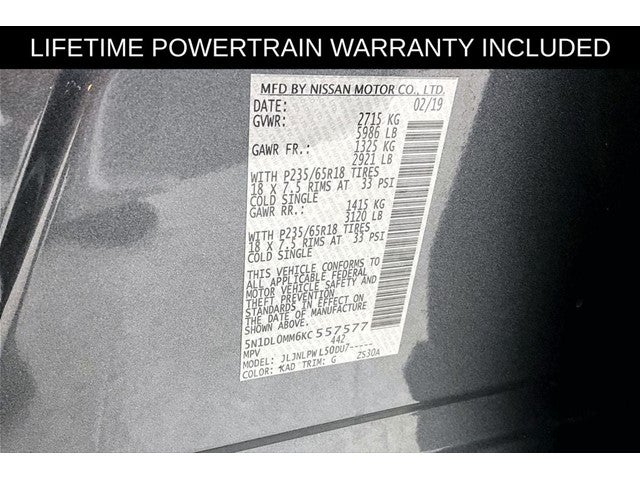 LIFETIME POWERTRAIN WARRANTY INCLUDED
MFD BY NISSAN MOTOR CO., LTD.
DATE: 02/19
GVWR: 2715 KG
5986 LB
GAWR FR.: 1325 KG
2921 LB
WITH P235/65R18 TIRES
18 X 7.5 RIMS AT 33 PSI
COLD SINGLE
GAWR RR.: 1415 KG
3120 LB
WITH P235/65R18 TIRES
18 X 7.5 RIMS AT 33 PSI
COLD SINGLE
THIS VEHICLE CONFORMS TO
ALL APPLICABLE FEDERAL
MOTOR VEHICLE SAFETY AND
THEFT PREVENTION
STANDARDS IN EFFECT ON
THE DATE OF MANUFACTURE
SHOWN ABOVE.
5N1DL0MM6KC557577
MPV 442
MODEL: JLJNLPWL50DU7-----
COLOR: *KAD TRIM: G ZS30A